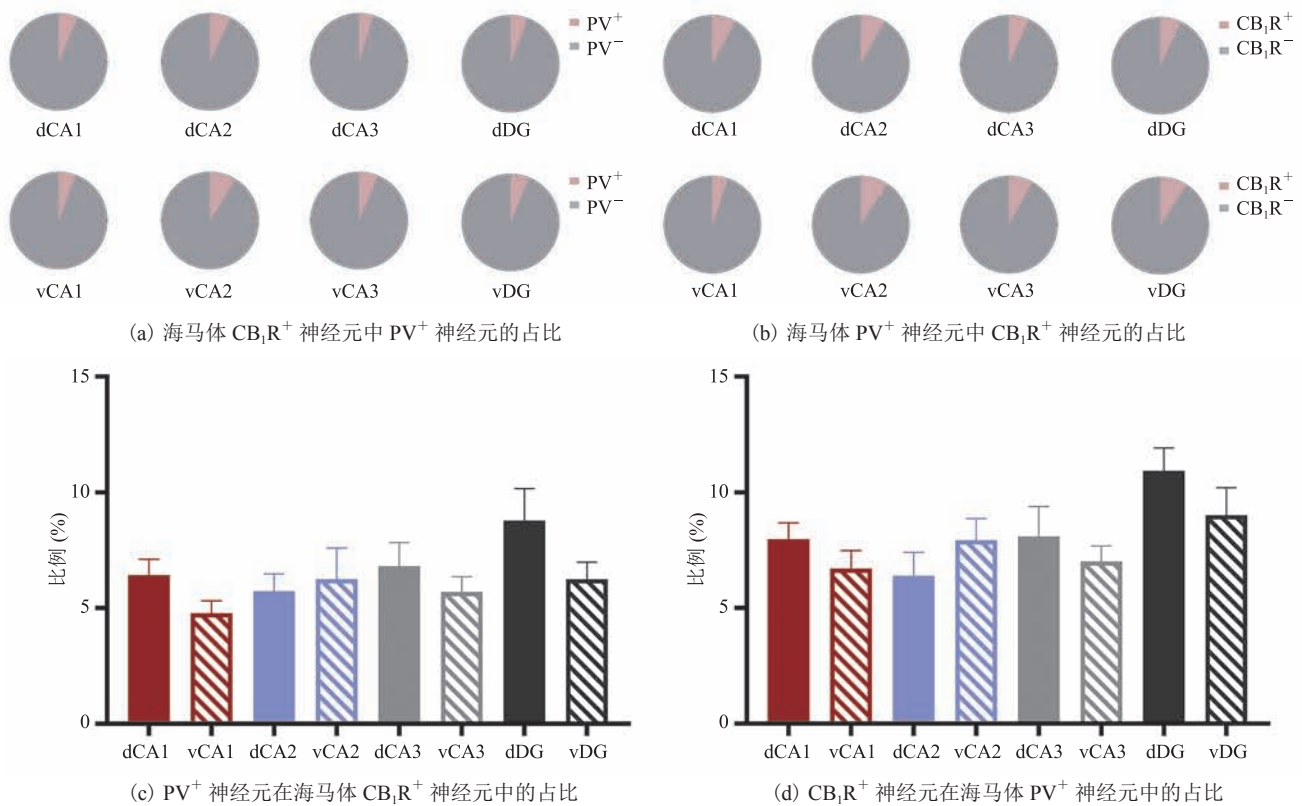 PV⁺
PV⁻
dCA1 dCA2 dCA3 dDG
PV⁺
PV⁻
vCA1 vCA2 vCA3 vDG
(a) 海马体 CB₁R⁺ 神经元中 PV⁺ 神经元的占比
CB₁R⁺
CB₁R⁻
dCA1 dCA2 dCA3 dDG
CB₁R⁺
CB₁R⁻
vCA1 vCA2 vCA3 vDG
(b) 海马体 PV⁺ 神经元中 CB₁R⁺ 神经元的占比
15
10
5
0
比例 (%)
dCA1 vCA1 dCA2 vCA2 dCA3 vCA3 dDG vDG
(c) PV⁺ 神经元在海马体 CB₁R⁺ 神经元中的占比
15
10
5
0
比例 (%)
dCA1 vCA1 dCA2 vCA2 dCA3 vCA3 dDG vDG
(d) CB₁R⁺ 神经元在海马体 PV⁺ 神经元中的占比